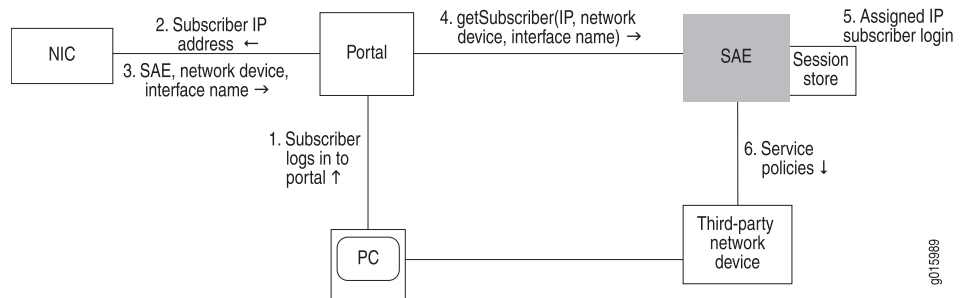 NIC
2. Subscriber IP
address ←
3. SAE, network device,
interface name →
Portal
4. getSubscriber(IP, network
device, interface name) →
SAE
5. Assigned IP
subscriber login
Session
store
1. Subscriber
logs in to
portal ↑
6. Service
policies ↓
PC
Third-party
network
device
g015989